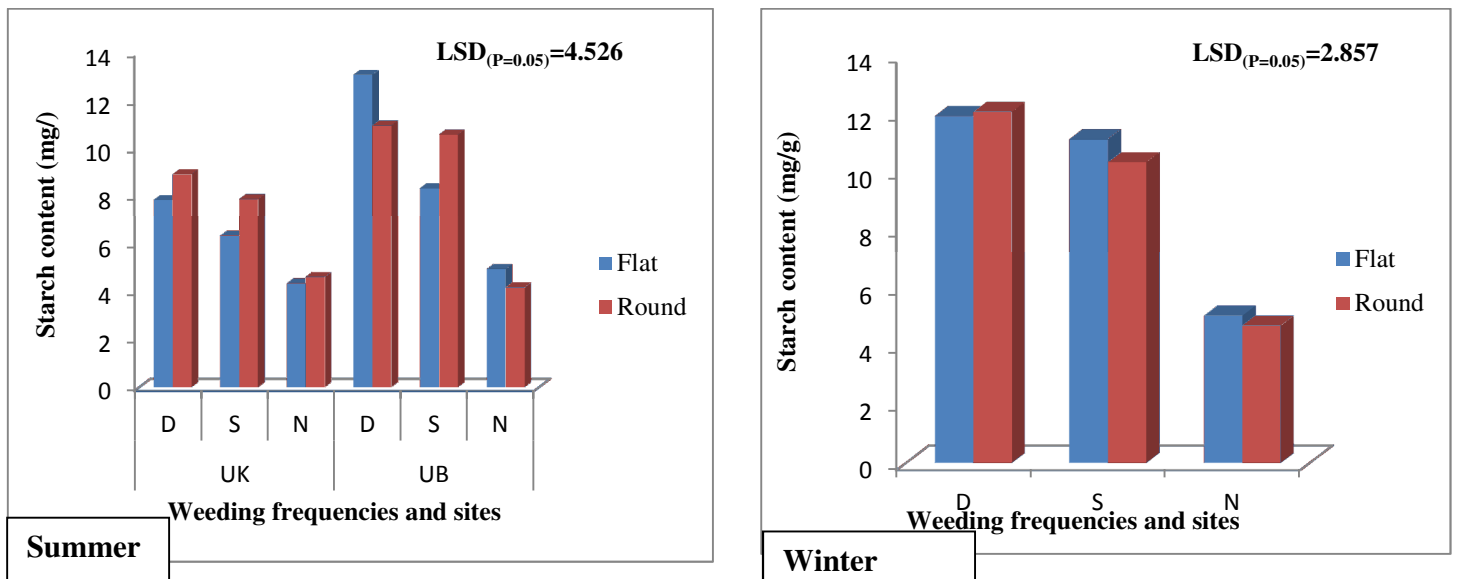 LSD(P=0.05)=4.526
Starch content (mg/)
14
12
10
8
6
4
2
0
D S N D S N
UK UB
Weeding frequencies and sites
Flat
Round
Summer
LSD(P=0.05)=2.857
Starch content (mg/g)
14
12
10
8
6
4
2
0
D S N
Weeding frequencies and sites
Flat
Round
Winter